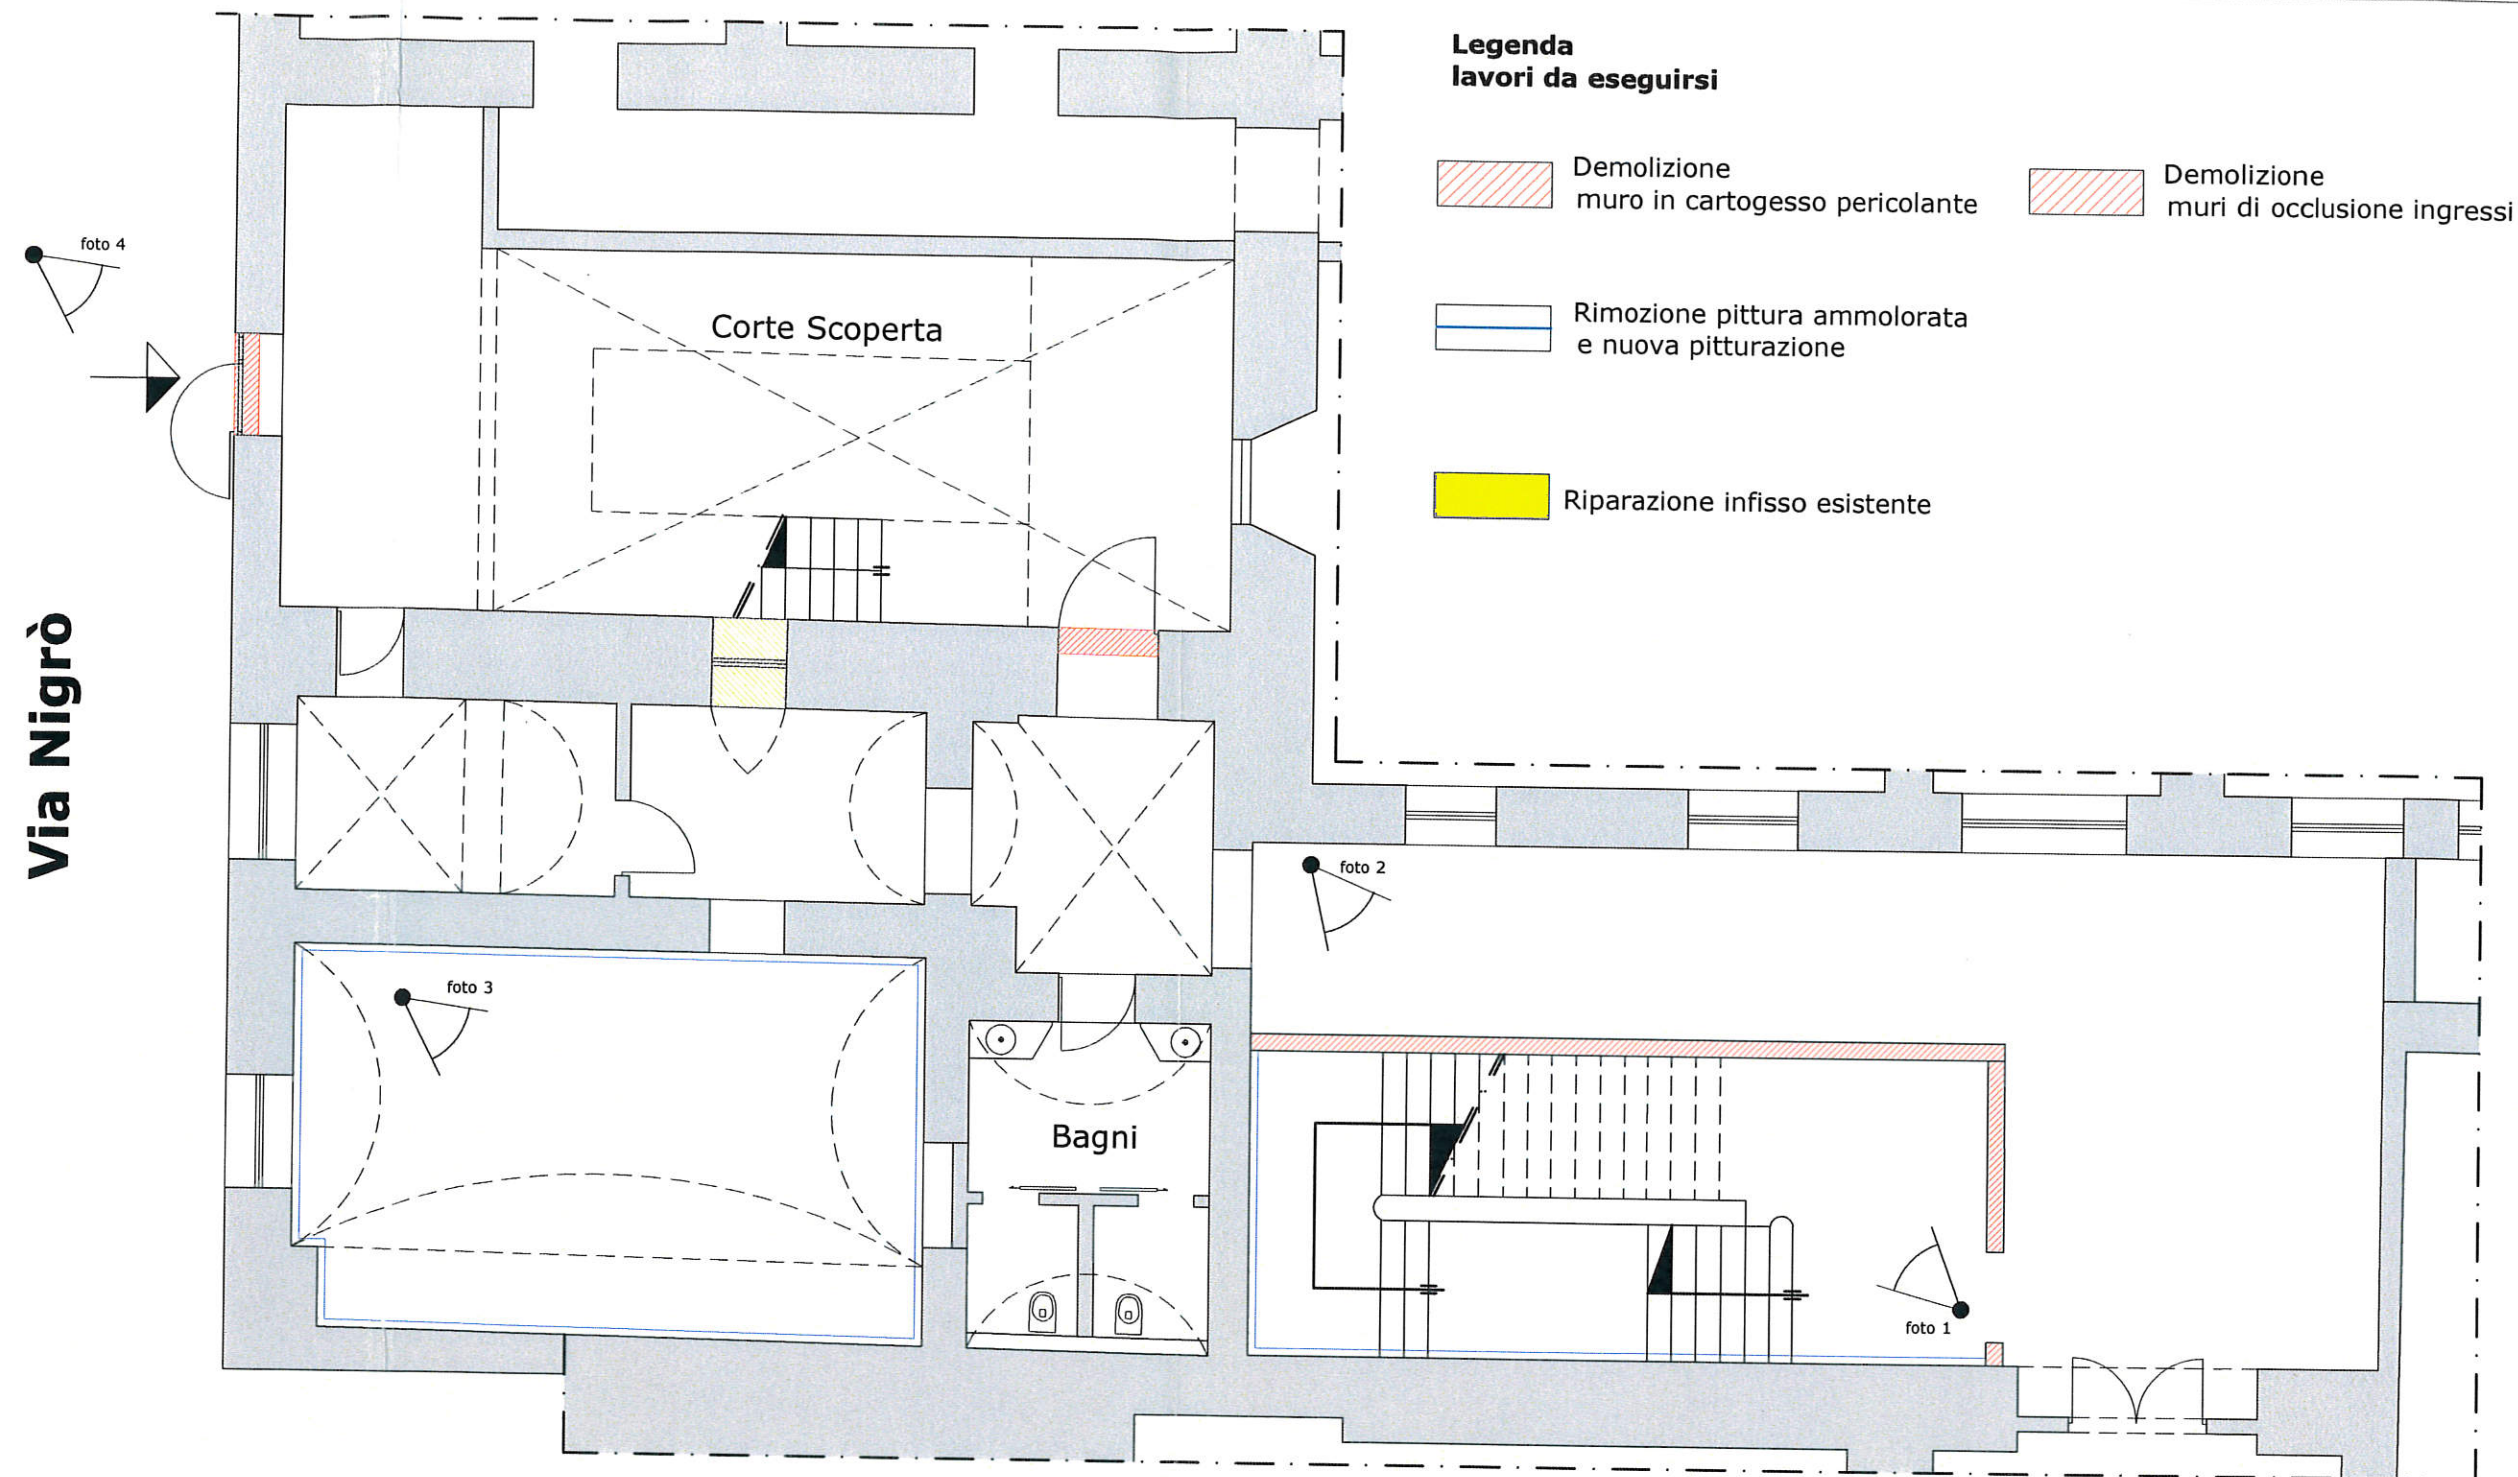 Legenda
lavori da eseguirsi
Demolizione
muro in cartogesso pericolante
Demolizione
muri di occlusione ingressi
Rimozione pittura ammolorata
e nuova pitturazione
Riparazione infisso esistente
foto 4
Corte Scoperta
Via Nigrò
foto 2
foto 3
Bagni
foto 1